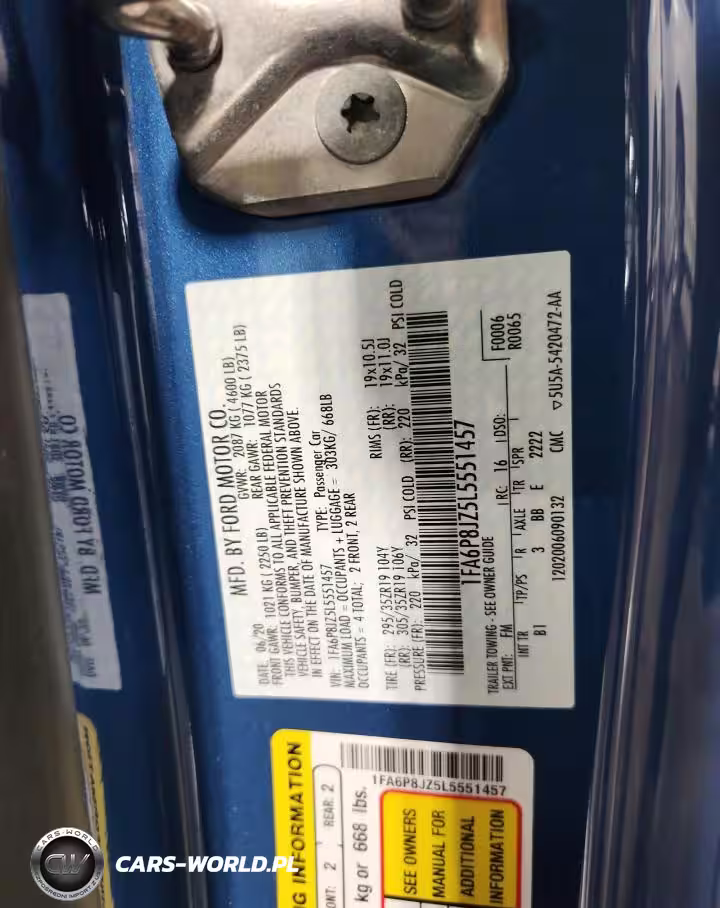 MFD. BY FORD MOTOR CO.
DATE: 06/20 GVWR: 2087 KG ( 4600 LB)
FRONT GAWR: 1021 KG ( 2250 LB) REAR GAWR: 1077 KG ( 2375 LB)
THIS VEHICLE CONFORMS TO ALL APPLICABLE FEDERAL MOTOR
VEHICLE SAFETY, BUMPER, AND THEFT PREVENTION STANDARDS
IN EFFECT ON THE DATE OF MANUFACTURE SHOWN ABOVE.
VIN: 1FA6P8JZ5L5551457 TYPE: Passenger Car
MAXIMUM LOAD = OCCUPANTS + LUGGAGE = 303KG/ 668LB
OCCUPANTS = 4 TOTAL; 2 FRONT, 2 REAR
TIRE (FR): 295/35ZR19 104Y RIMS (FR): 19x10.5J
(RR): 305/35ZR19 106Y (RR): 19x11.0J
PRESSURE (FR): 220 kPa/ 32 PSI COLD (RR): 220 kPa/ 32 PSI COLD
1FA6P8JZ5L5551457
TRAILER TOWING - SEE OWNER GUIDE
F0006
R0065
EXT PNT: FM RC: 16 DSO:
INT TR TP/PS R AXLE TR SPR
B1 3 BB E 2222
1202006090132 CMC ▽5U5A-5420472-AA
1FA6P8JZ5L5551457
NG INFORMATION
ONT: 2 REAR: 2
kg or 668 lbs.
SEE OWNERS
MANUAL FOR
ADDITIONAL
INFORMATION
CARS-WORLD
CW
CARS-WORLD.PL